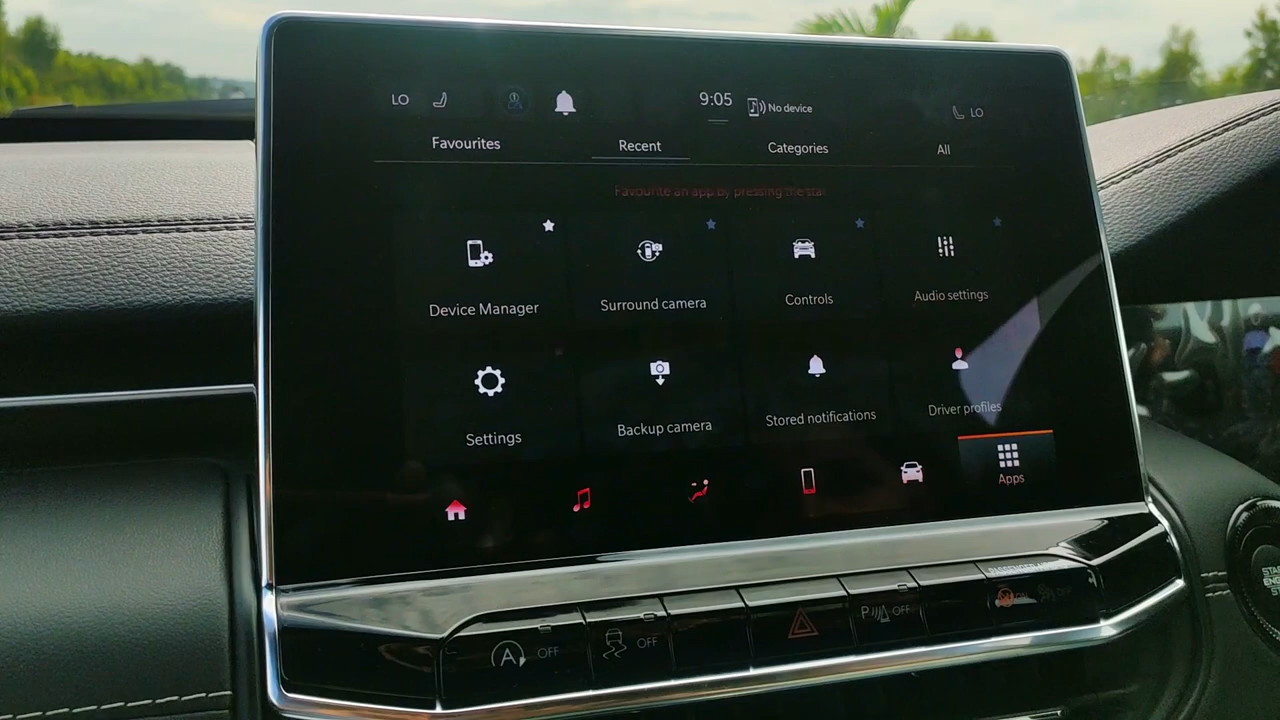 LO 9:05 No device LO
Favourites Recent Categories All
Favourite an app by pressing the star
Device Manager Surround camera Controls Audio settings
Settings Backup camera Stored notifications Driver profiles
Apps
A OFF OFF P OFF